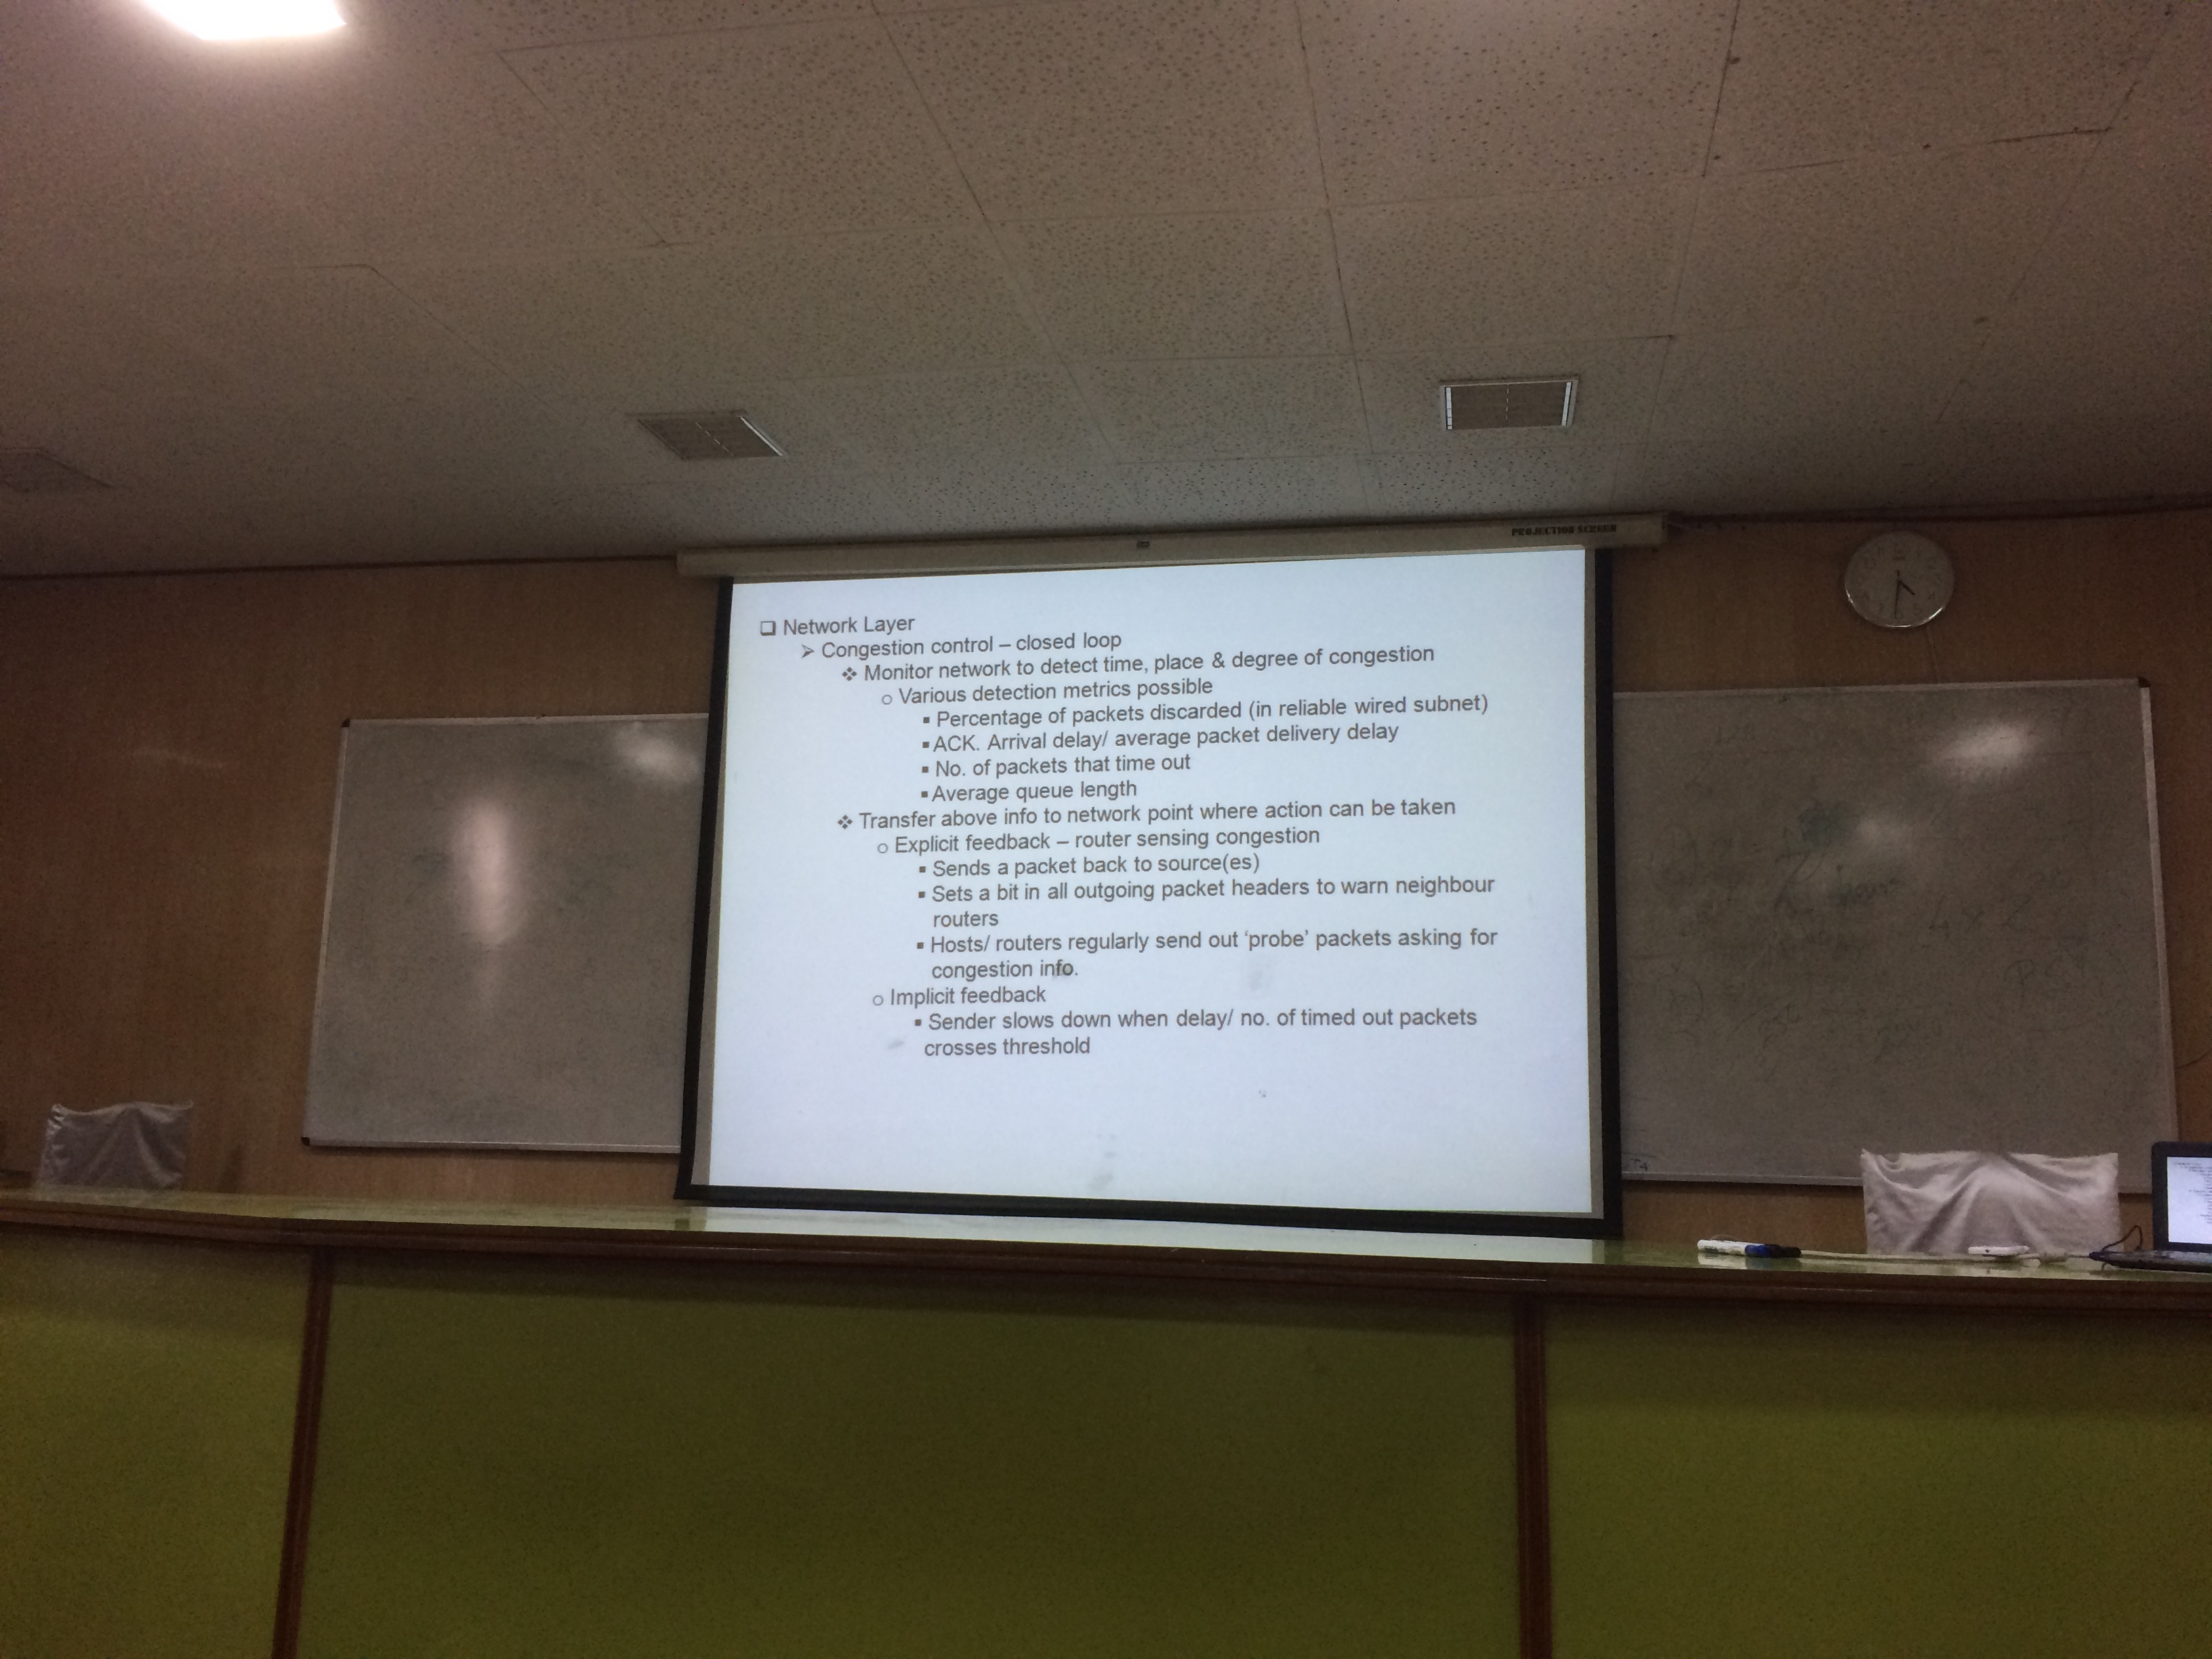 PROJECTION SCREEN
❑ Network Layer
➢ Congestion control – closed loop
❖ Monitor network to detect time, place & degree of congestion
o Various detection metrics possible
▪ Percentage of packets discarded (in reliable wired subnet)
▪ ACK. Arrival delay/ average packet delivery delay
▪ No. of packets that time out
▪ Average queue length
❖ Transfer above info to network point where action can be taken
o Explicit feedback – router sensing congestion
▪ Sends a packet back to source(es)
▪ Sets a bit in all outgoing packet headers to warn neighbour
routers
▪ Hosts/ routers regularly send out ‘probe’ packets asking for
congestion info.
o Implicit feedback
▪ Sender slows down when delay/ no. of timed out packets
crosses threshold